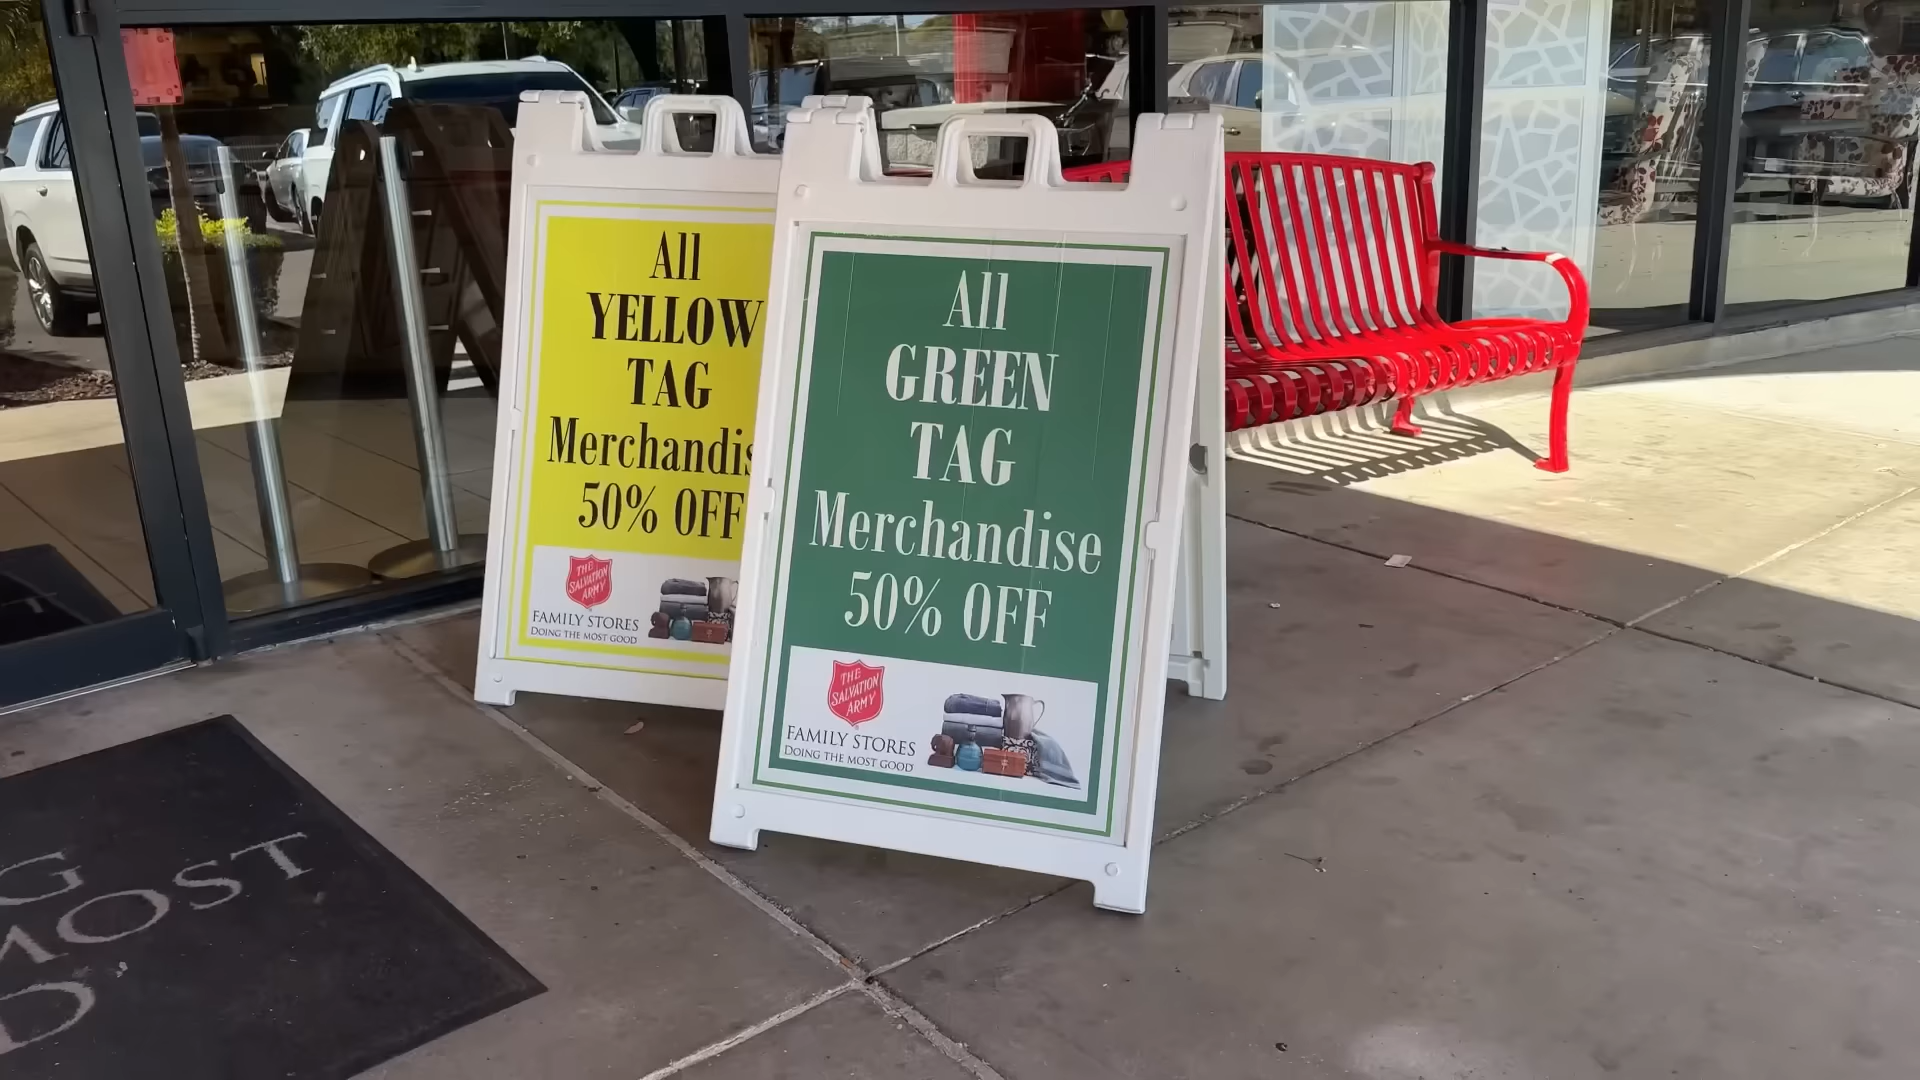 All
YELLOW
TAG
Merchandis
50% OFF
THE
SALVATION
ARMY
FAMILY STORES
DOING THE MOST GOOD
All
GREEN
TAG
Merchandise
50% OFF
THE
SALVATION
ARMY
FAMILY STORES
DOING THE MOST GOOD
G
MOST
D'